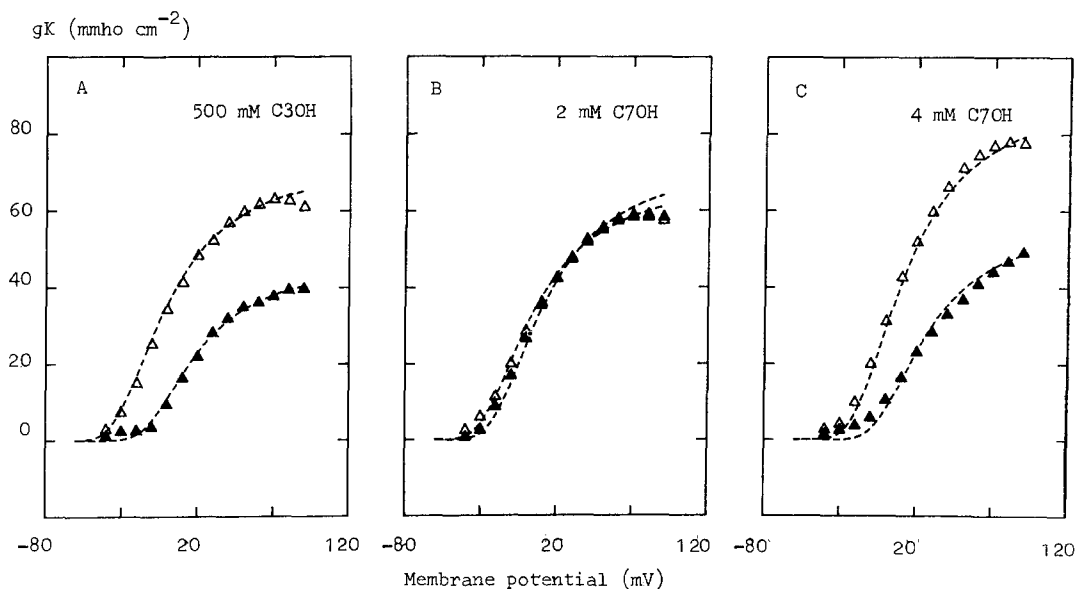 gK (mmho cm⁻²)
A
500 mM C3OH
B
2 mM C7OH
C
4 mM C7OH
80
60
40
20
0
-80 20 120 -80 20 120 -80 20 120
Membrane potential (mV)